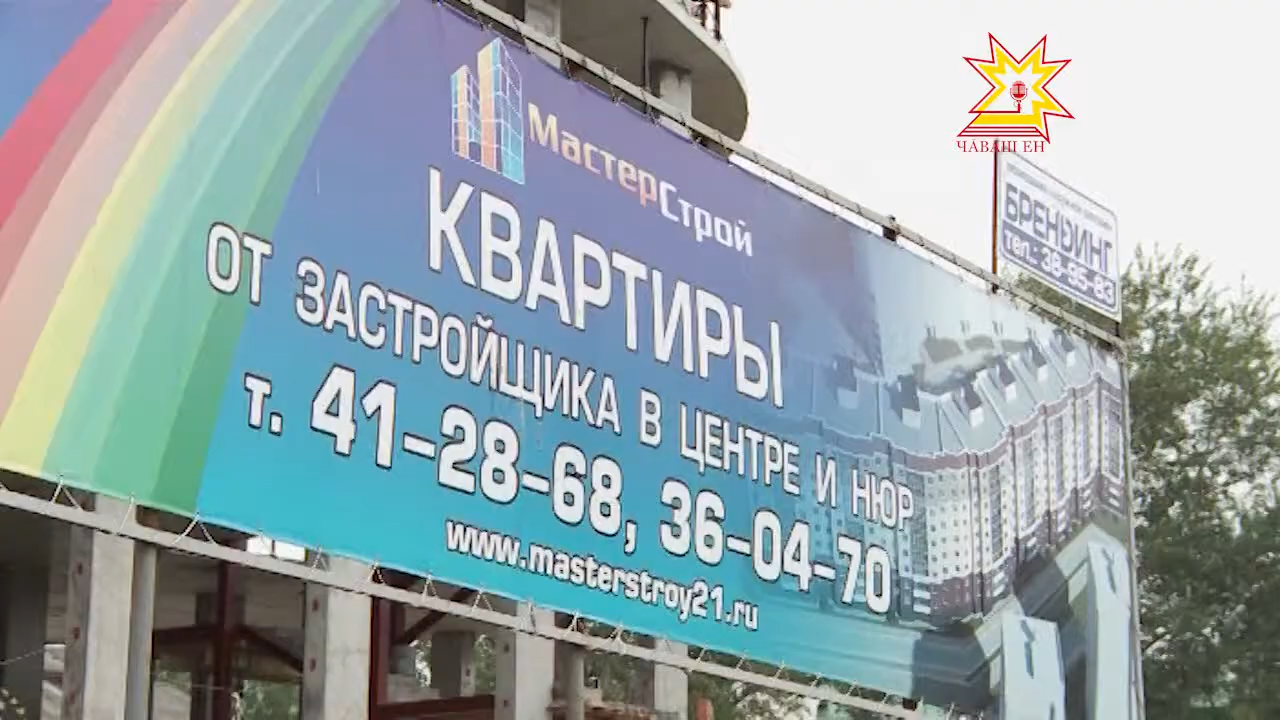 МастерСтрой
КВАРТИРЫ
ОТ ЗАСТРОЙЩИКА В ЦЕНТРЕ И НЮР
т. 41-28-68, 36-04-70
www.masterstroy21.ru
ЧӐВАШ ЕН
БРЕНДИНГ
тел.: 38-95-83